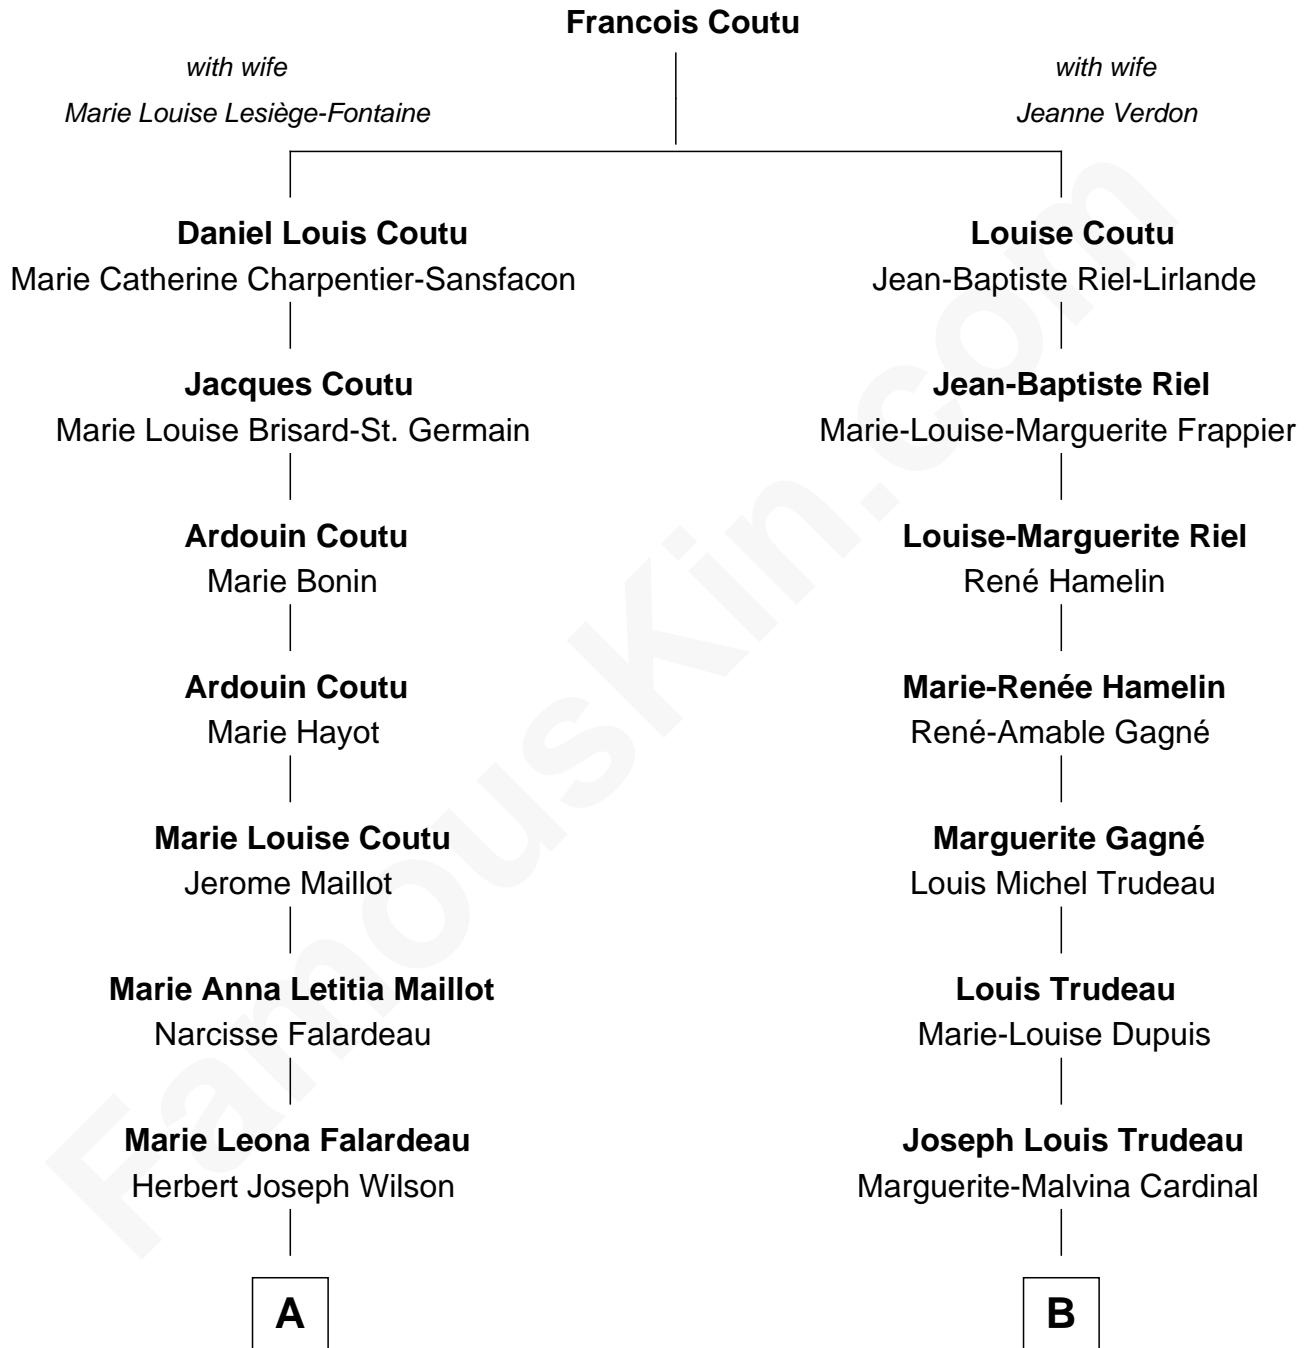 Francois Coutu
with wife
Marie Louise Lesiège-Fontaine
with wife
Jeanne Verdon
Daniel Louis Coutu
Marie Catherine Charpentier-Sansfacon
Louise Coutu
Jean-Baptiste Riel-Lirlande
Jacques Coutu
Marie Louise Brisard-St. Germain
Jean-Baptiste Riel
Marie-Louise-Marguerite Frappier
Ardouin Coutu
Marie Bonin
Louise-Marguerite Riel
René Hamelin
Ardouin Coutu
Marie Hayot
Marie-Renée Hamelin
René-Amable Gagné
Marie Louise Coutu
Jerome Maillot
Marguerite Gagné
Louis Michel Trudeau
Marie Anna Letitia Maillot
Narcisse Falardeau
Louis Trudeau
Marie-Louise Dupuis
Marie Leona Falardeau
Herbert Joseph Wilson
Joseph Louis Trudeau
Marguerite-Malvina Cardinal
A
B
FamousKin.com